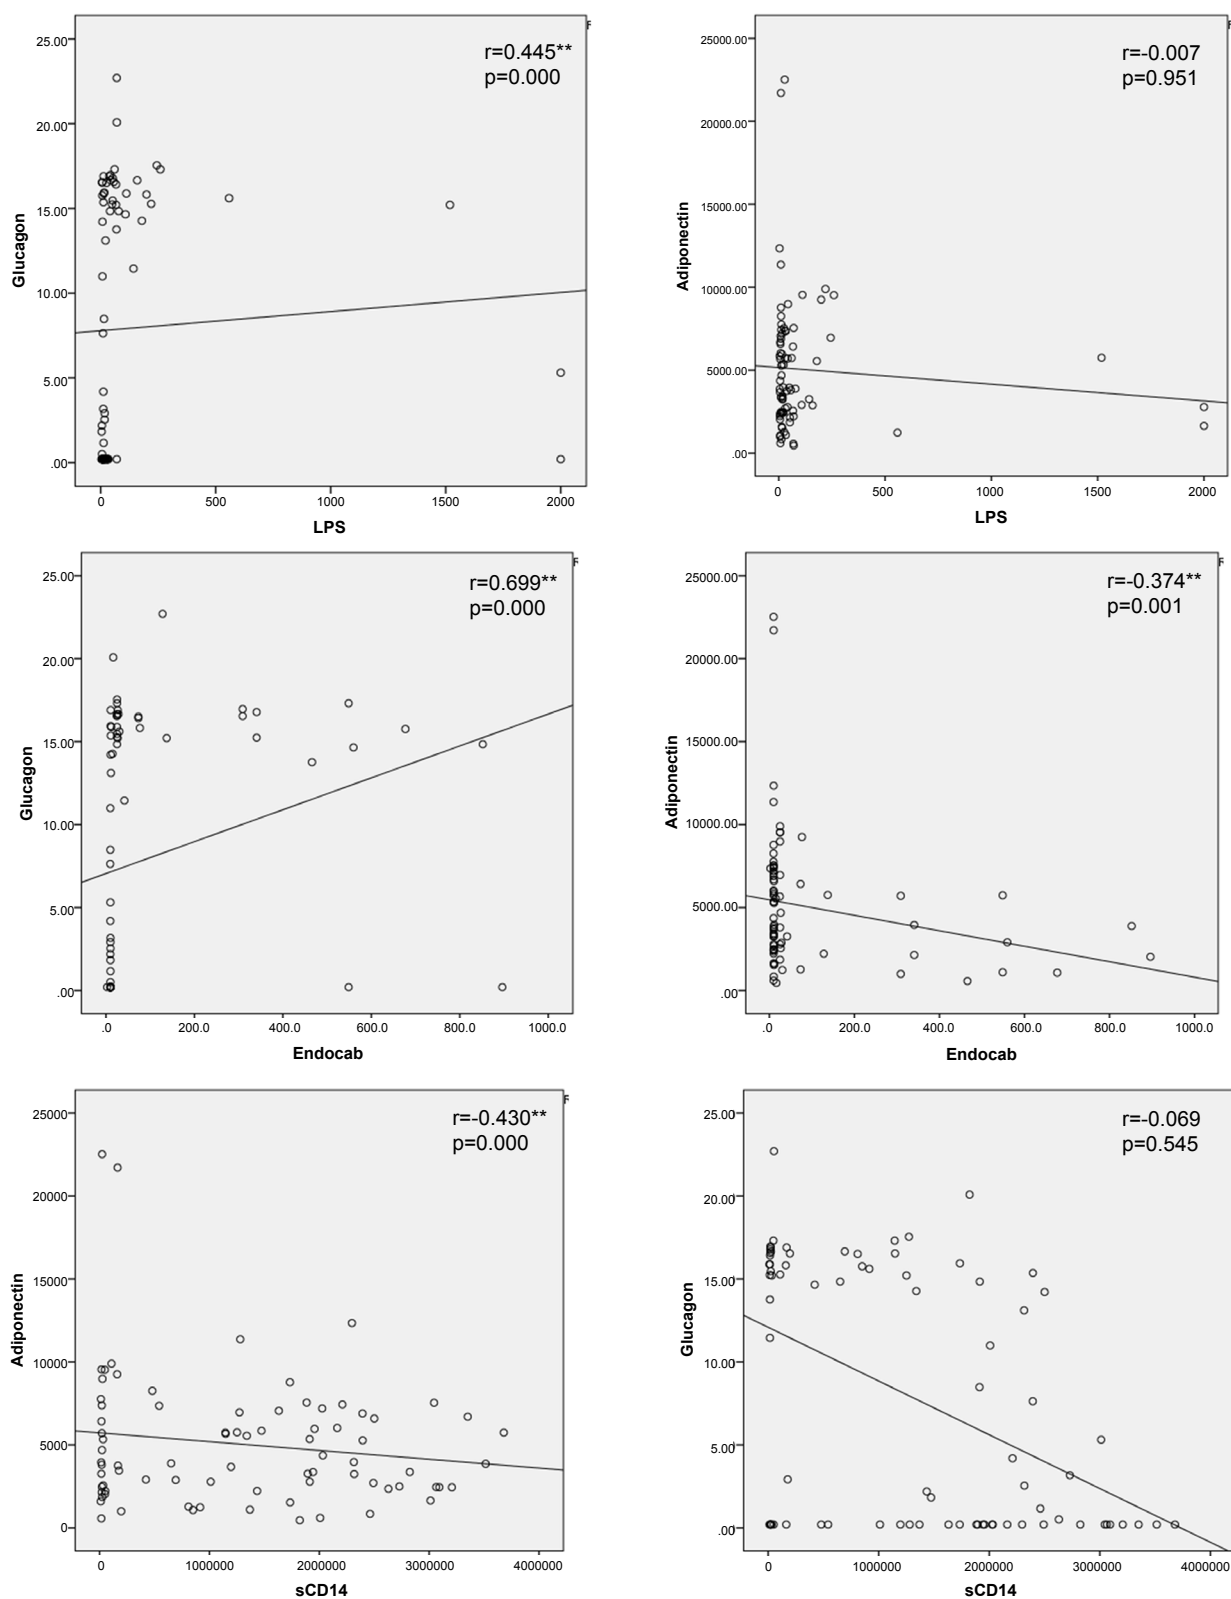 r=0.445**
p=0.000
25.00
20.00
15.00
10.00
5.00
.00
Glucagon
0 500 1000 1500 2000
LPS
r=-0.007
p=0.951
25000.00
20000.00
15000.00
10000.00
5000.00
.00
Adiponectin
0 500 1000 1500 2000
LPS
r=0.699**
p=0.000
25.00
20.00
15.00
10.00
5.00
.00
Glucagon
.0 200.0 400.0 600.0 800.0 1000.0
Endocab
r=-0.374**
p=0.001
25000.00
20000.00
15000.00
10000.00
5000.00
.00
Adiponectin
.0 200.0 400.0 600.0 800.0 1000.0
Endocab
r=-0.430**
p=0.000
25000
20000
15000
10000
5000
0
Adiponectin
0 1000000 2000000 3000000 4000000
sCD14
r=-0.069
p=0.545
25.00
20.00
15.00
10.00
5.00
.00
Glucagon
0 1000000 2000000 3000000 4000000
sCD14